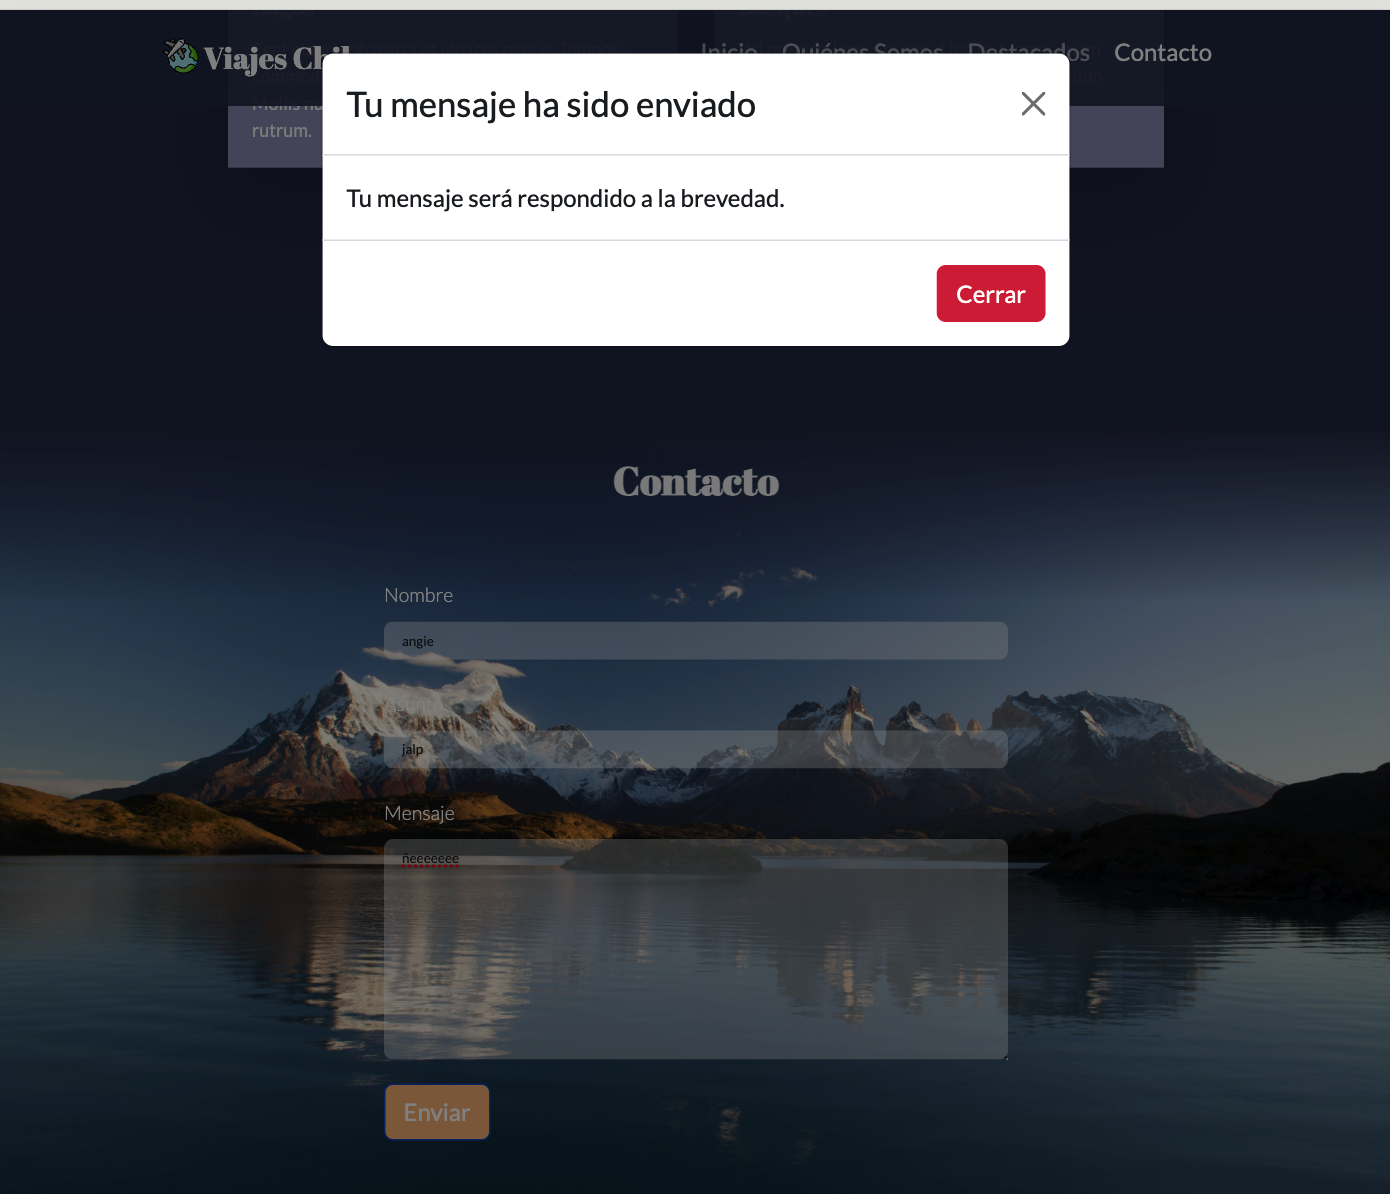 Viajes Chil
Inicio Quiénes Somos Destacados Contacto
rutrum.
Tu mensaje ha sido enviado
Tu mensaje será respondido a la brevedad.
Cerrar
Contacto
Nombre
angie
jalp
Mensaje
ñeeeeeee
Enviar